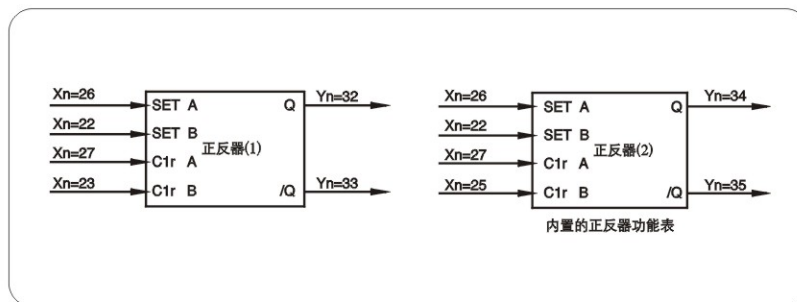 Xn=26
SET A
Q
Yn=32
Xn=22
SET B
正反器(1)
Xn=27
C1r A
Xn=23
C1r B
/Q
Yn=33
Xn=26
SET A
Q
Yn=34
Xn=22
SET B
正反器(2)
Xn=27
C1r A
Xn=25
C1r B
/Q
Yn=35
内置的正反器功能表